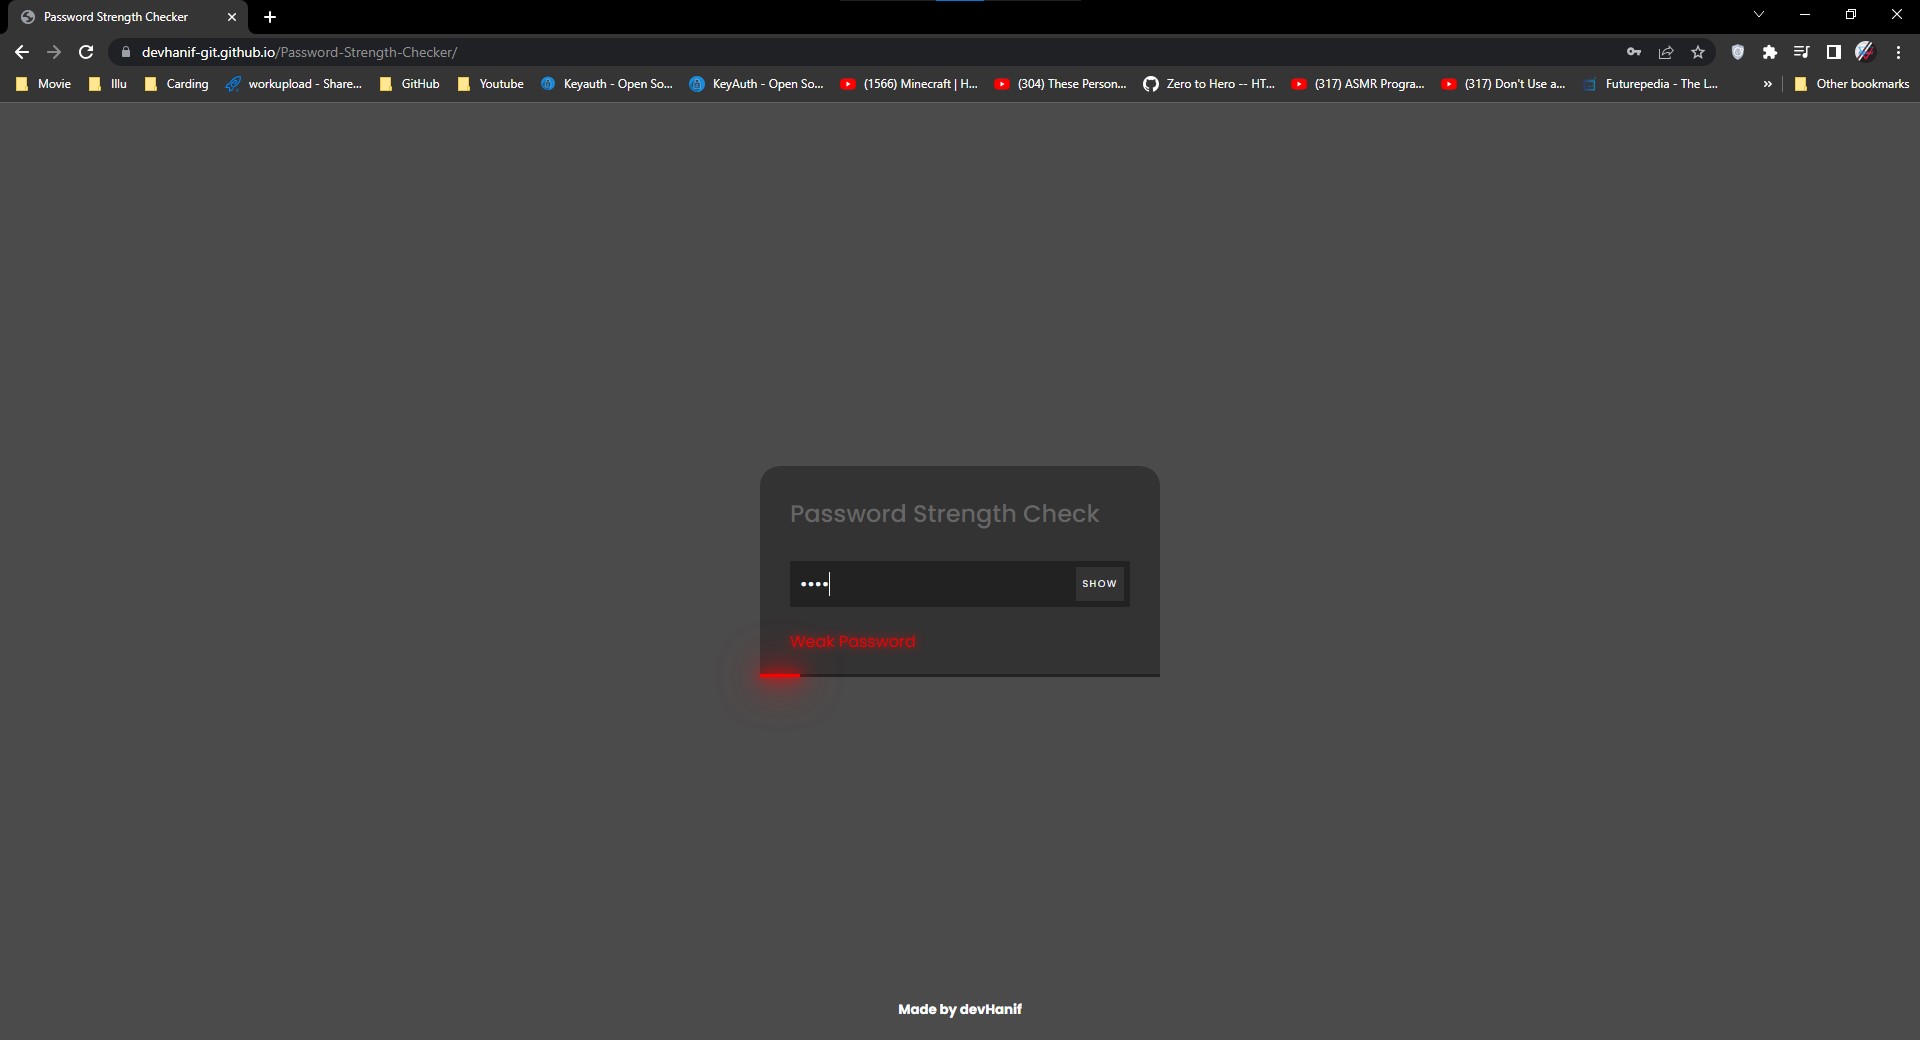 Password Strength Checker
devhanif-git.github.io/Password-Strength-Checker/
Movie Illu Carding workupload - Share... GitHub Youtube Keyauth - Open So... KeyAuth - Open So... (1566) Minecraft | H... (304) These Person... Zero to Hero -- HT... (317) ASMR Progra... (317) Don't Use a... Futurepedia - The L... » Other bookmarks
Password Strength Check
•••• SHOW
Weak Password
Made by devHanif